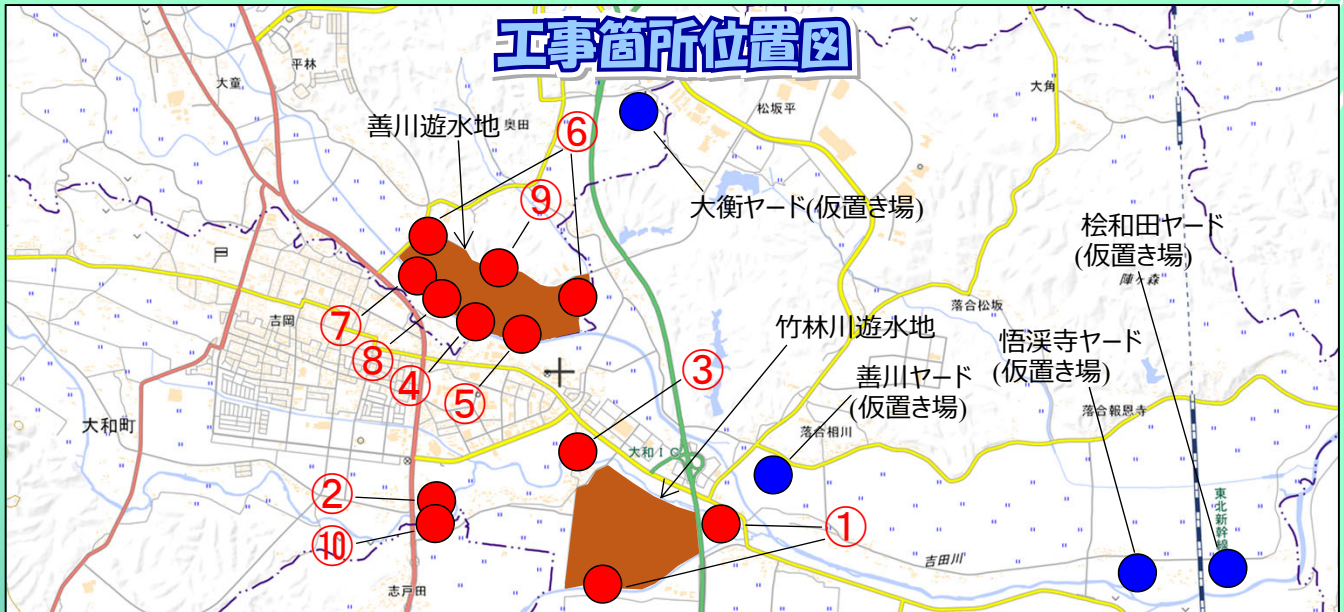 工事箇所位置図
平林
大童
大角
松坂平
善川遊水地
奥田
⑥
⑨
大衡ヤード(仮置き場)
桧和田ヤード
(仮置き場)
陣ヶ森
落合松坂
吉岡
⑦
竹林川遊水地
悟渓寺ヤード
(仮置き場)
⑧
③
善川ヤード
(仮置き場)
④
⑤
落合報恩寺
大和町
落合相川
大和IC
②
①
東北新幹線
⑩
吉田川
志戸田